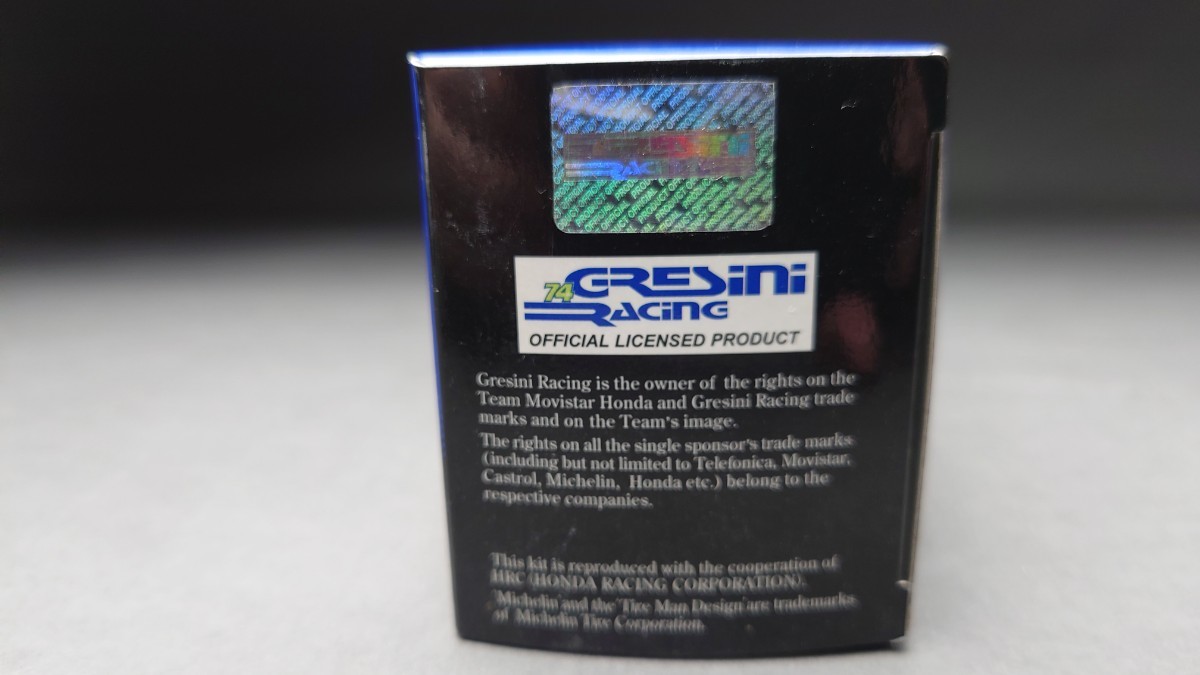 OFFICIAL PRODUCT
RACING
74 GRESINI
RACING
OFFICIAL LICENSED PRODUCT
Gresini Racing is the owner of the rights on the
Team Movistar Honda and Gresini Racing trade
marks and on the Team's image.
The rights on all the single sponsor's trade marks
(including but not limited to Telefonica, Movistar,
Castrol, Michelin, Honda etc.) belong to the
respective companies.
This kit is reproduced with the cooperation of
HRC (HONDA RACING CORPORATION).
'Michelin' and the 'Tire Man Design' are trademarks
of Michelin Tire Corporation.